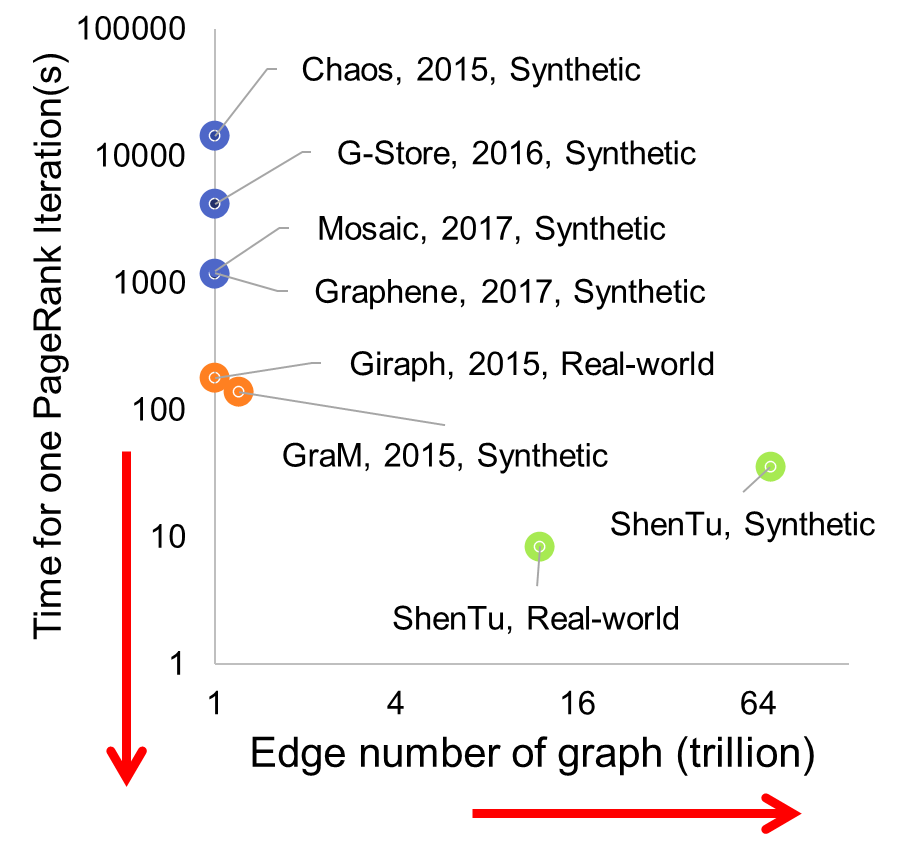 100000
Chaos, 2015, Synthetic
10000
G-Store, 2016, Synthetic
Mosaic, 2017, Synthetic
1000
Graphene, 2017, Synthetic
Giraph, 2015, Real-world
100
GraM, 2015, Synthetic
ShenTu, Synthetic
10
ShenTu, Real-world
1
Time for one PageRank Iteration(s)
1 4 16 64
Edge number of graph (trillion)